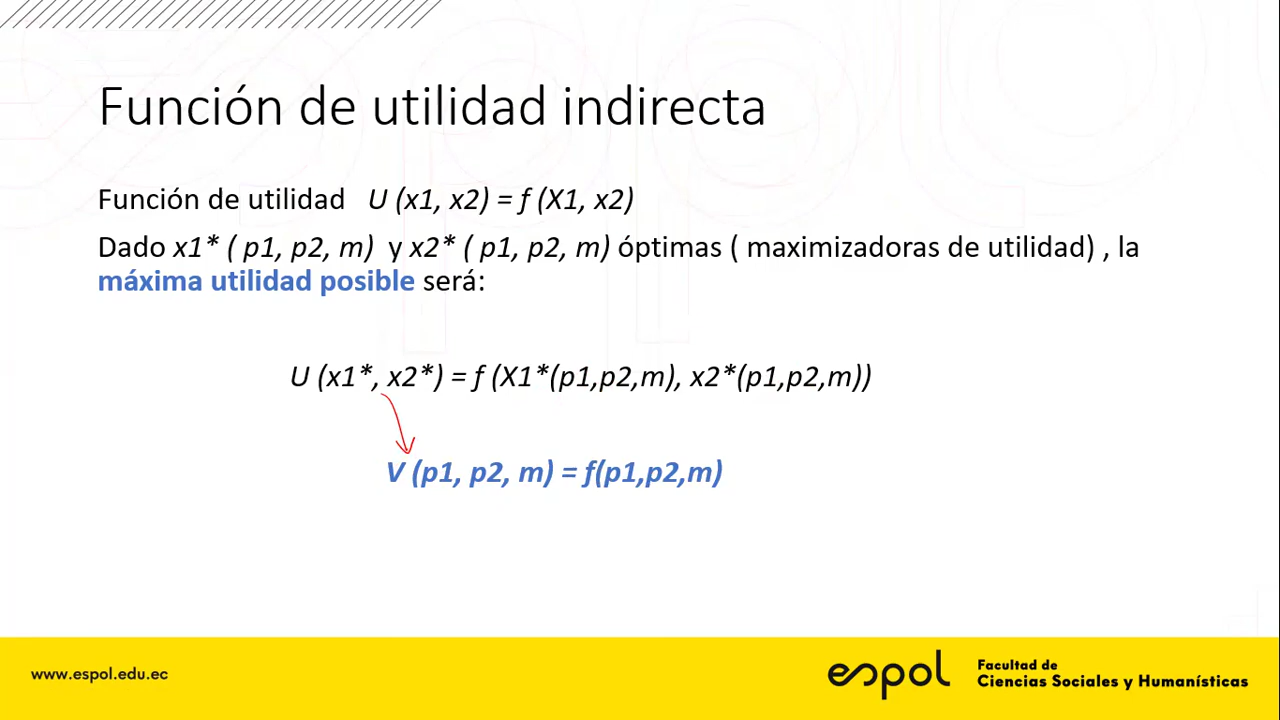 Función de utilidad indirecta
Función de utilidad U (x1, x2) = f (X1, x2)
Dado x1* ( p1, p2, m) y x2* ( p1, p2, m) óptimas ( maximizadoras de utilidad) , la
máxima utilidad posible será:
U (x1*, x2*) = f (X1*(p1,p2,m), x2*(p1,p2,m))
V (p1, p2, m) = f(p1,p2,m)
www.espol.edu.ec
espol
Facultad de
Ciencias Sociales y Humanísticas